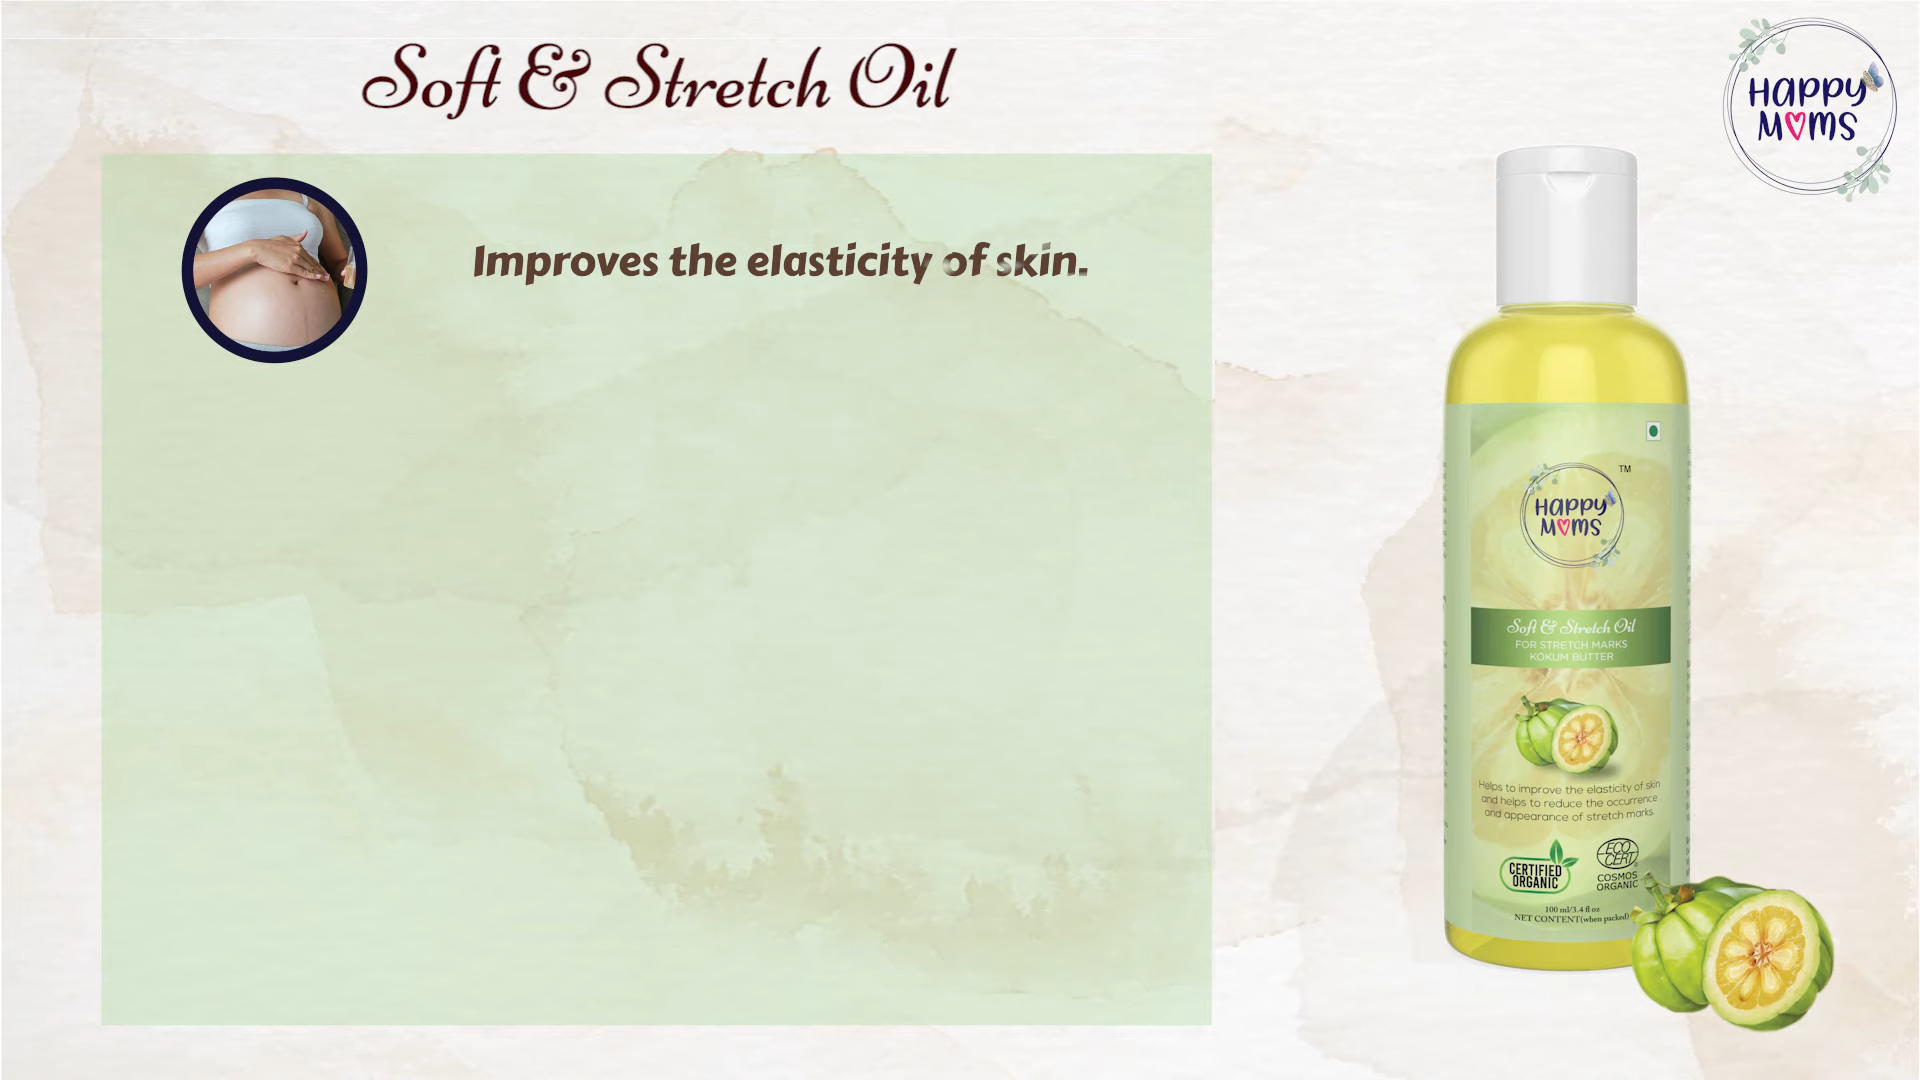 Soft & Stretch Oil
HAPPY
MOMS
Improves the elasticity of skin.
TM
HAPPY
MOMS
Soft & Stretch Oil
FOR STRETCH MARKS
KOKUM BUTTER
Helps to improve the elasticity of skin
and helps to reduce the occurrence
and appearance of stretch marks.
CERTIFIED
ORGANIC
ECO
CERT
COSMOS
ORGANIC
100 ml/3.4 fl oz
NET CONTENT(when packed)